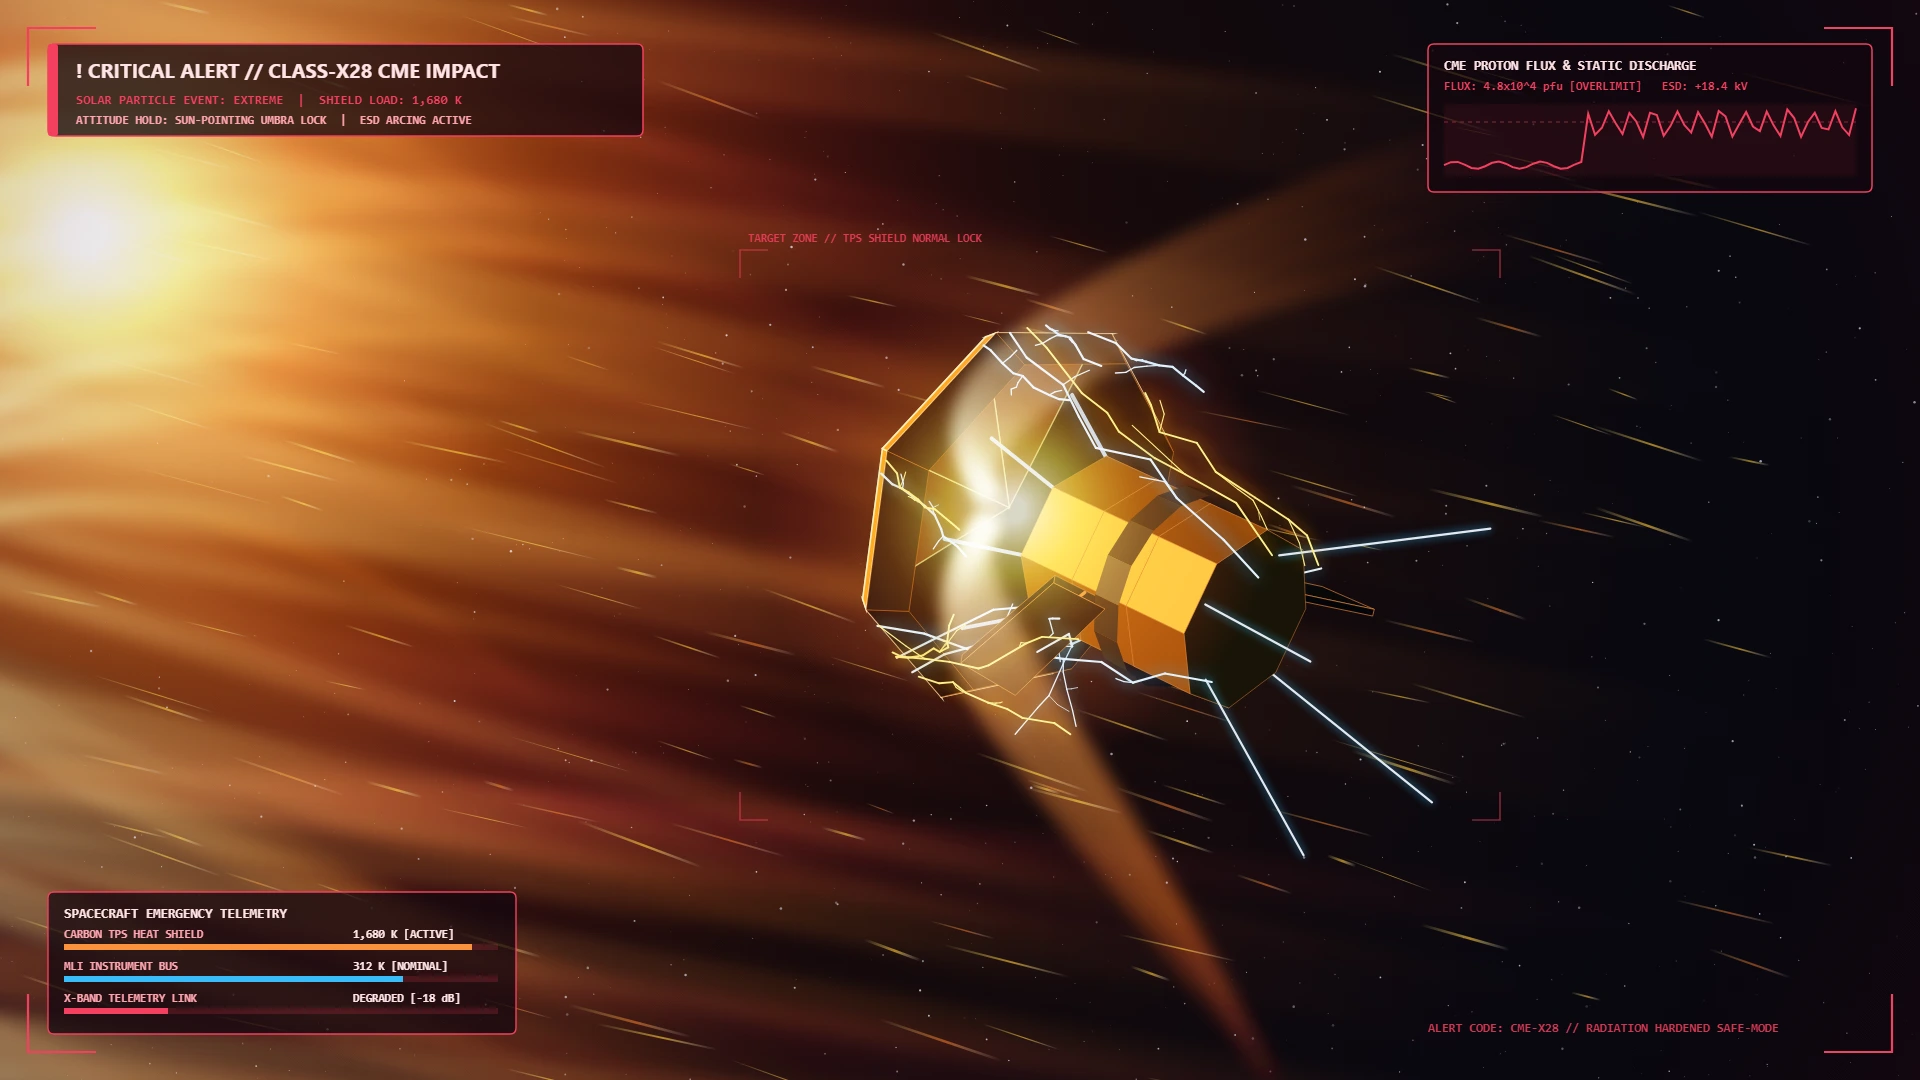 ! CRITICAL ALERT // CLASS-X28 CME IMPACT
SOLAR PARTICLE EVENT: EXTREME | SHIELD LOAD: 1,680 K
ATTITUDE HOLD: SUN-POINTING UMBRA LOCK | ESD ARCING ACTIVE
CME PROTON FLUX & STATIC DISCHARGE
FLUX: 4.8x10^4 pfu [OVERLIMIT] ESD: +18.4 kV
TARGET ZONE // TPS SHIELD NORMAL LOCK
SPACECRAFT EMERGENCY TELEMETRY
CARBON TPS HEAT SHIELD 1,680 K [ACTIVE]
MLI INSTRUMENT BUS 312 K [NOMINAL]
X-BAND TELEMETRY LINK DEGRADED [-18 dB]
ALERT CODE: CME-X28 // RADIATION HARDENED SAFE-MODE